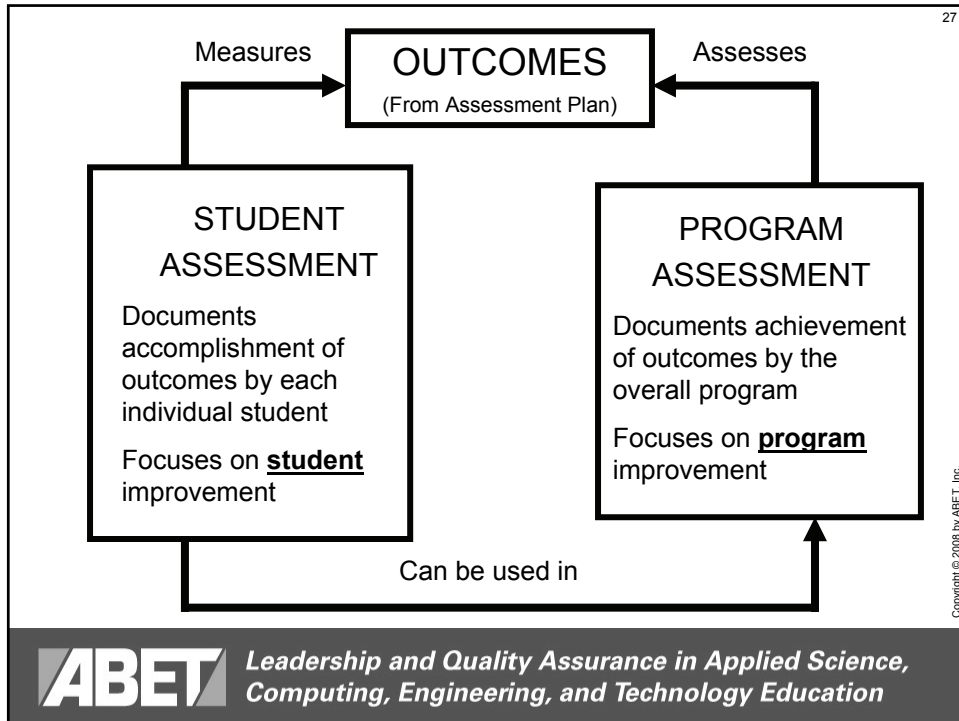 27
Measures
OUTCOMES
(From Assessment Plan)
Assesses
STUDENT
ASSESSMENT
Documents
accomplishment of
outcomes by each
individual student
Focuses on student
improvement
PROGRAM
ASSESSMENT
Documents achievement
of outcomes by the
overall program
Focuses on program
improvement
Can be used in
Copyright © 2008 by ABET, Inc.
ABET
Leadership and Quality Assurance in Applied Science,
Computing, Engineering, and Technology Education